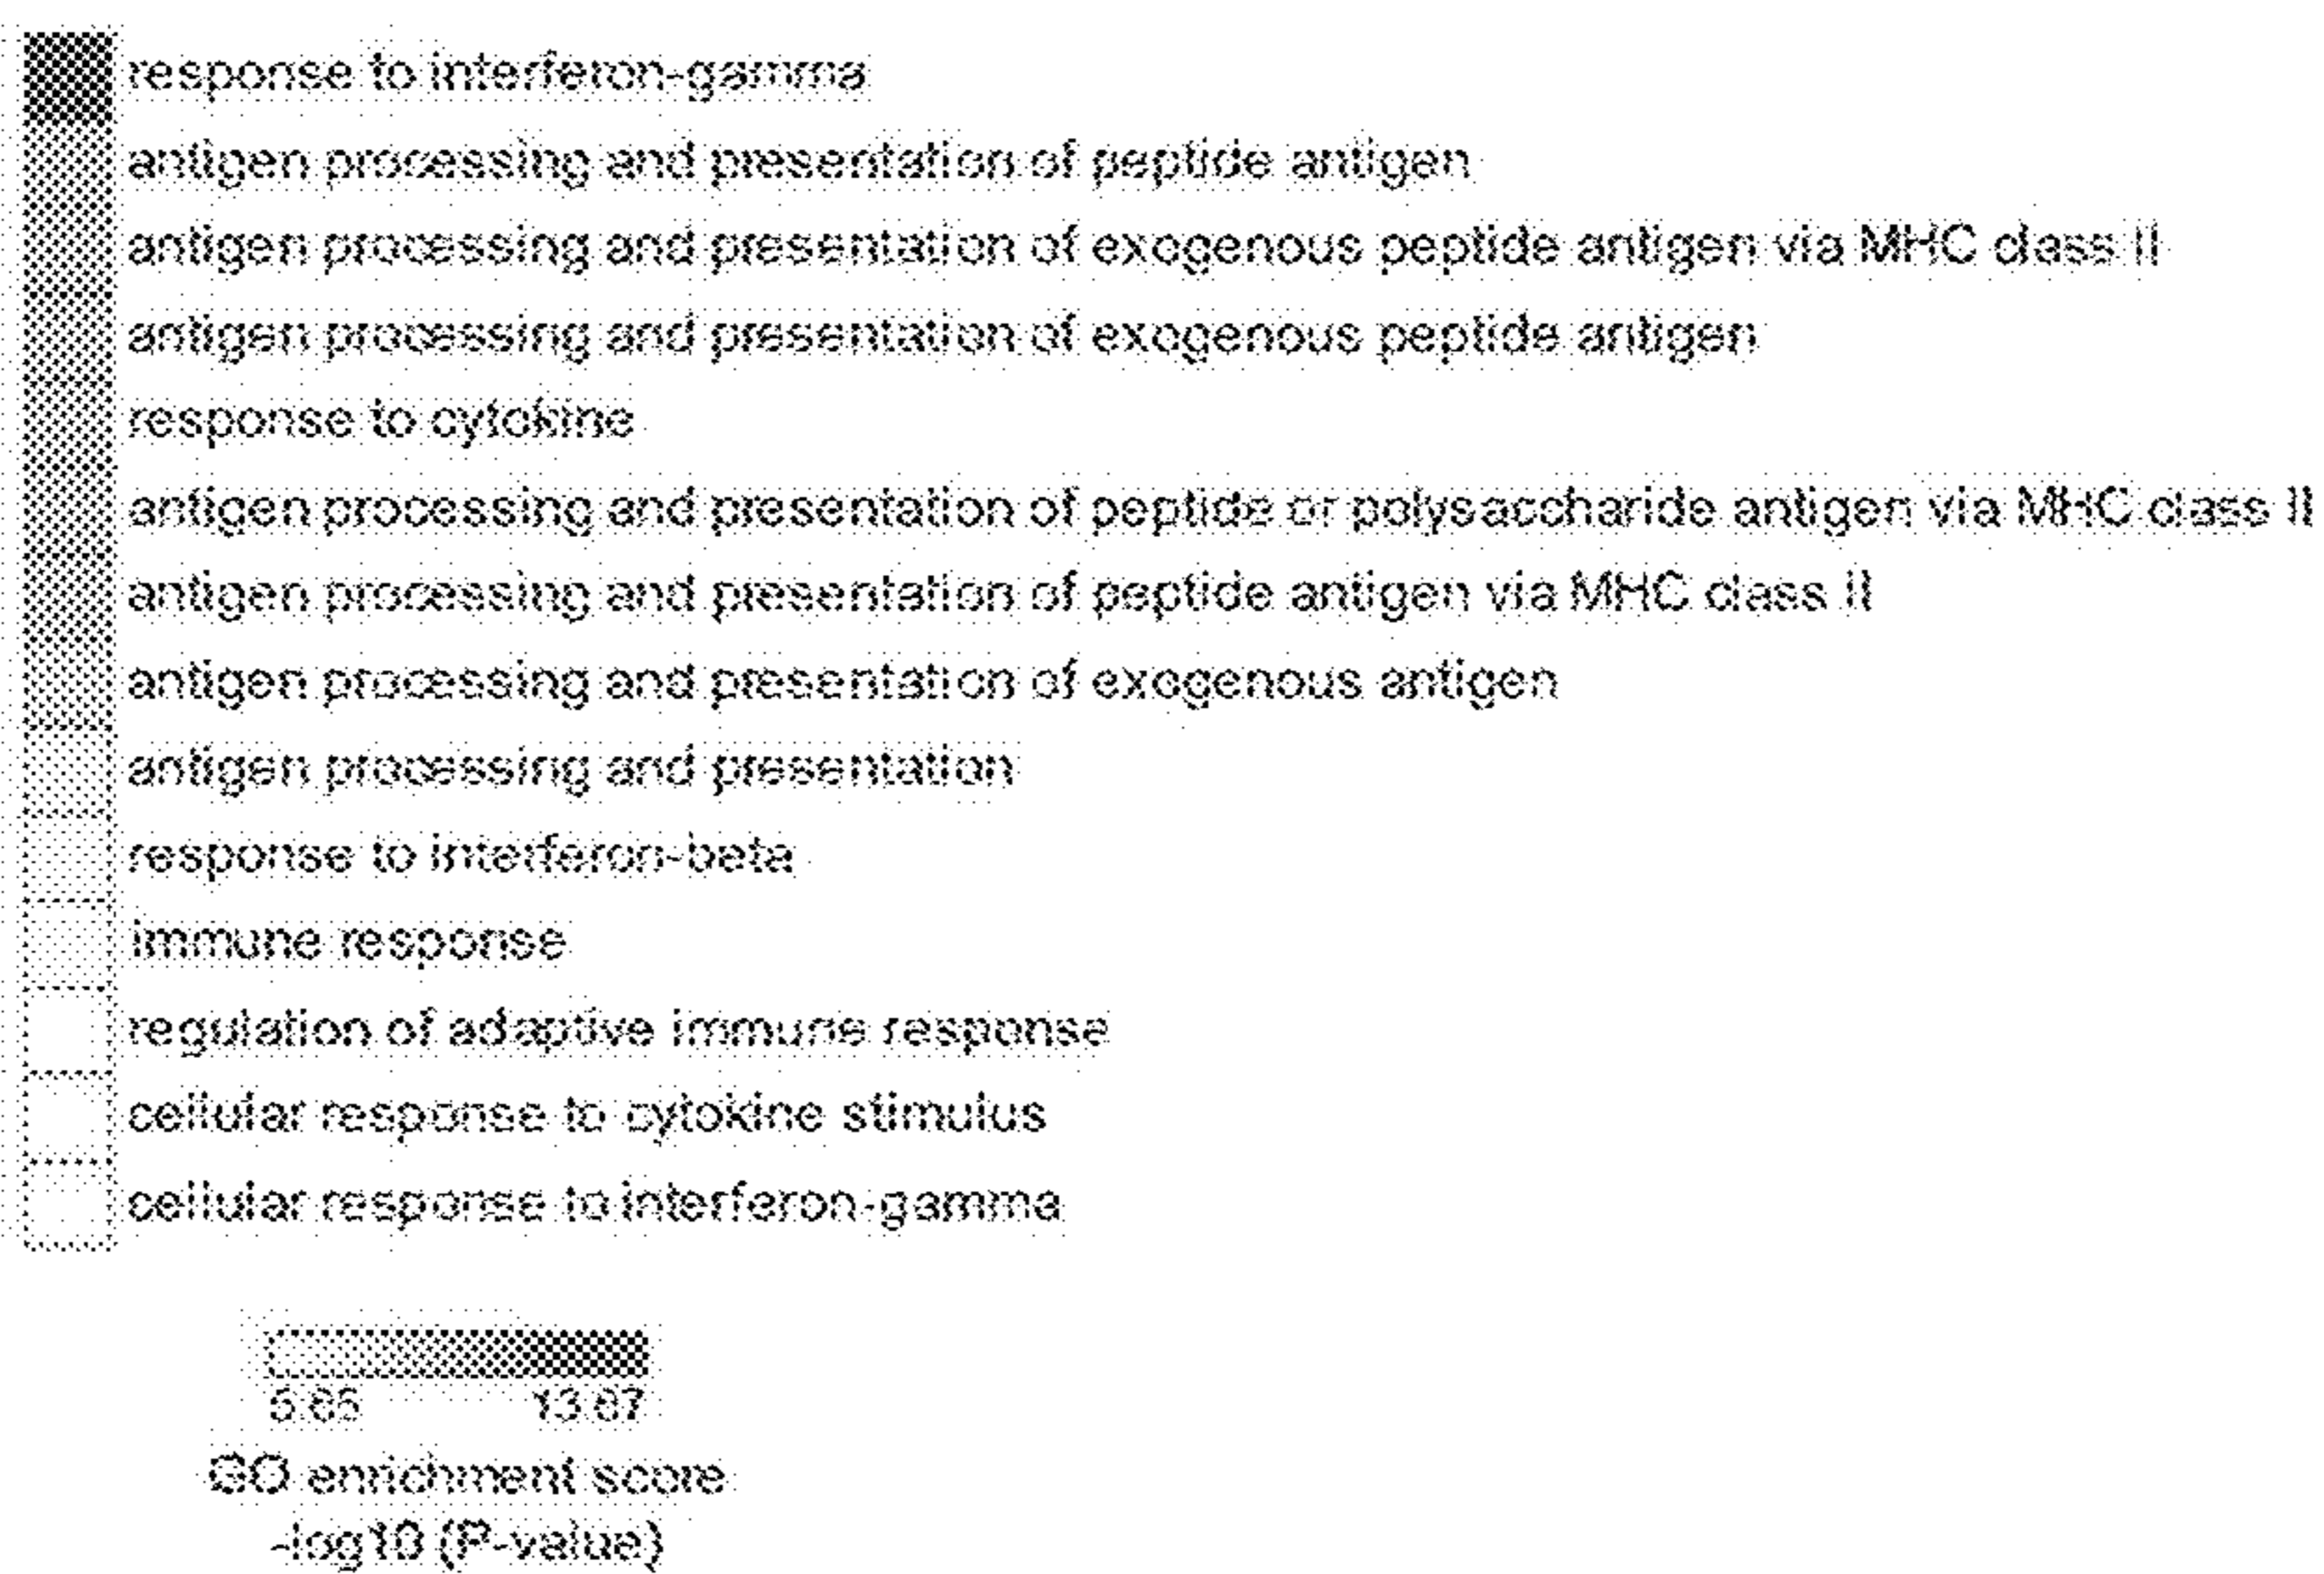 response to interferon-gamma
antigen processing and presentation of peptide antigen
antigen processing and presentation of exogenous peptide antigen via MHC class II
antigen processing and presentation of exogenous peptide antigen
response to cytokine
antigen processing and presentation of peptide or polysaccharide antigen via MHC class II
antigen processing and presentation of peptide antigen via MHC class II
antigen processing and presentation of exogenous antigen
antigen processing and presentation
response to interferon-beta
immune response
regulation of adaptive immune response
cellular response to cytokine stimulus
cellular response to interferon-gamma
GO enrichment score
-log10 (P-value)